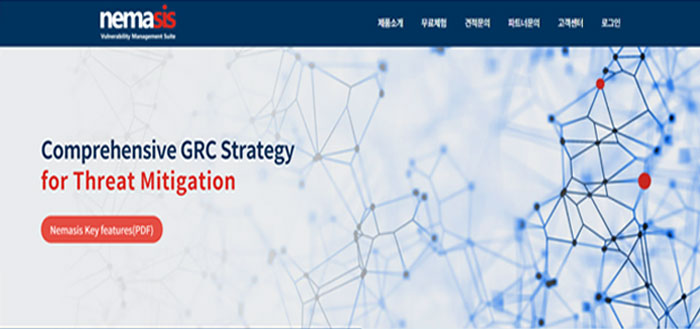 nemasis
Vulnerability Management Suite
제품소개 무료체험 견적문의 파트너문의 고객센터 로그인
Comprehensive GRC Strategy
for Threat Mitigation
Nemasis Key features(PDF)